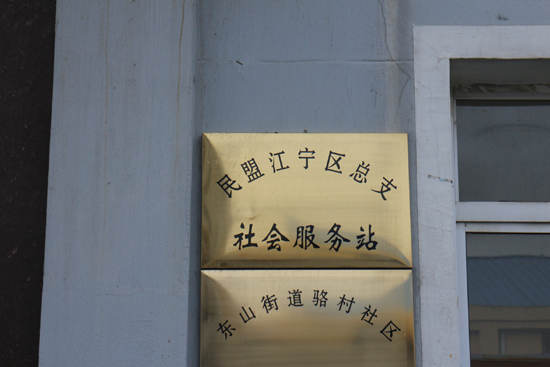 民盟江宁区总支
社会服务站
东山街道骆村社区